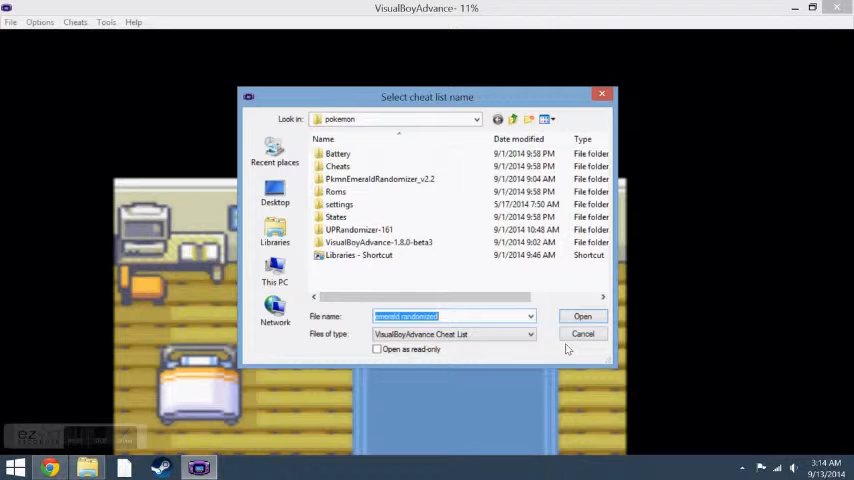 VisualBoyAdvance- 11%
File Options Cheats Tools Help
Select cheat list name
Look in: pokemon
Name Date modified Type
Battery 9/1/2014 9:58 PM File folder
Cheats 9/1/2014 9:58 PM File folder
PkmnEmeraldRandomizer_v2.2 9/1/2014 9:04 AM File folder
Roms 9/1/2014 9:58 PM File folder
settings 5/17/2014 7:50 AM File folder
States 9/1/2014 9:58 PM File folder
UPRandomizer-161 9/1/2014 10:48 AM File folder
VisualBoyAdvance-1.8.0-beta3 9/1/2014 9:02 AM File folder
Libraries - Shortcut 9/1/2014 9:46 AM Shortcut
Recent places
Desktop
Libraries
This PC
Network
File name: emerald randomized Open
Files of type: VisualBoyAdvance Cheat List Cancel
Open as read-only
3:14 AM
9/13/2014